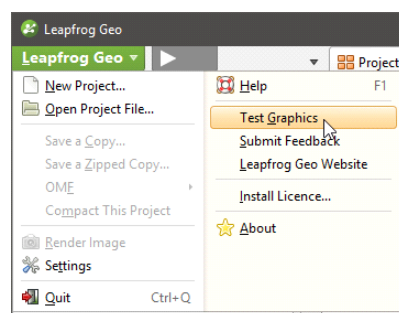 Leapfrog Geo
Leapfrog Geo
Project
New Project...
Open Project File...
Save a Copy...
Save a Zipped Copy...
OMF
Compact This Project
Render Image
Settings
Quit Ctrl+Q
Help F1
Test Graphics
Submit Feedback
Leapfrog Geo Website
Install Licence...
About